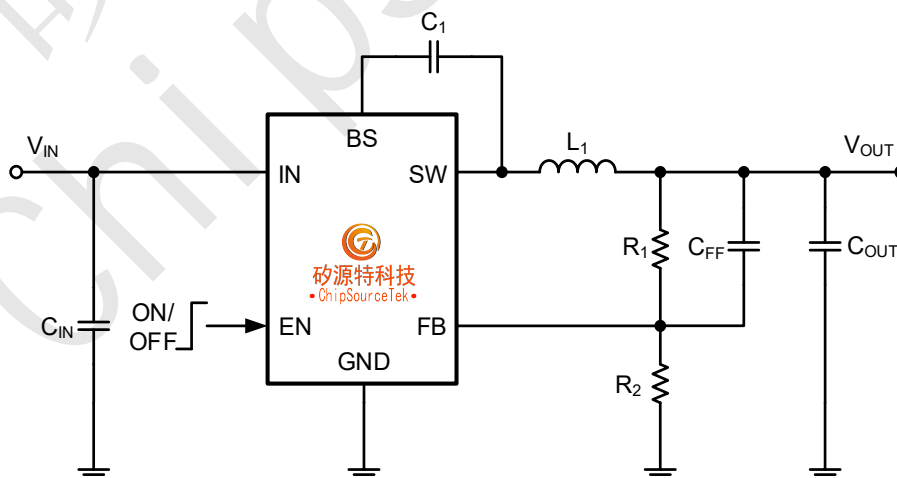 C1
VIN
BS
L1
VOUT
IN
SW
矽源特科技
•ChipSourceTek•
R1
CFF
COUT
CIN
ON/
OFF
EN
FB
GND
R2
Chip